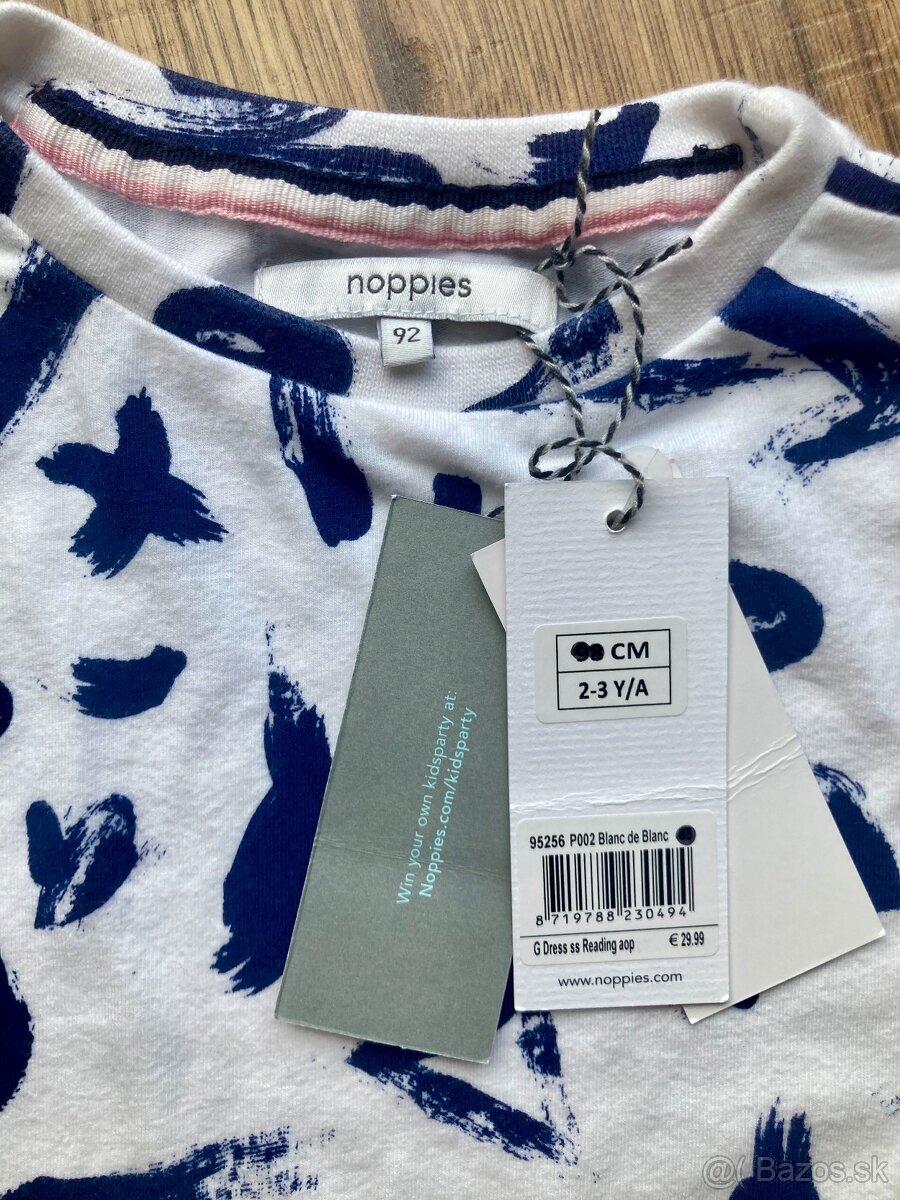 noppies
92
Win your own kidsparty at:
Noppies.com/kidsparty
CM
2-3 Y/A
95256 P002 Blanc de Blanc
8 719788 230494
G Dress ss Reading aop € 29.99
www.noppies.com
@( Bazos.sk